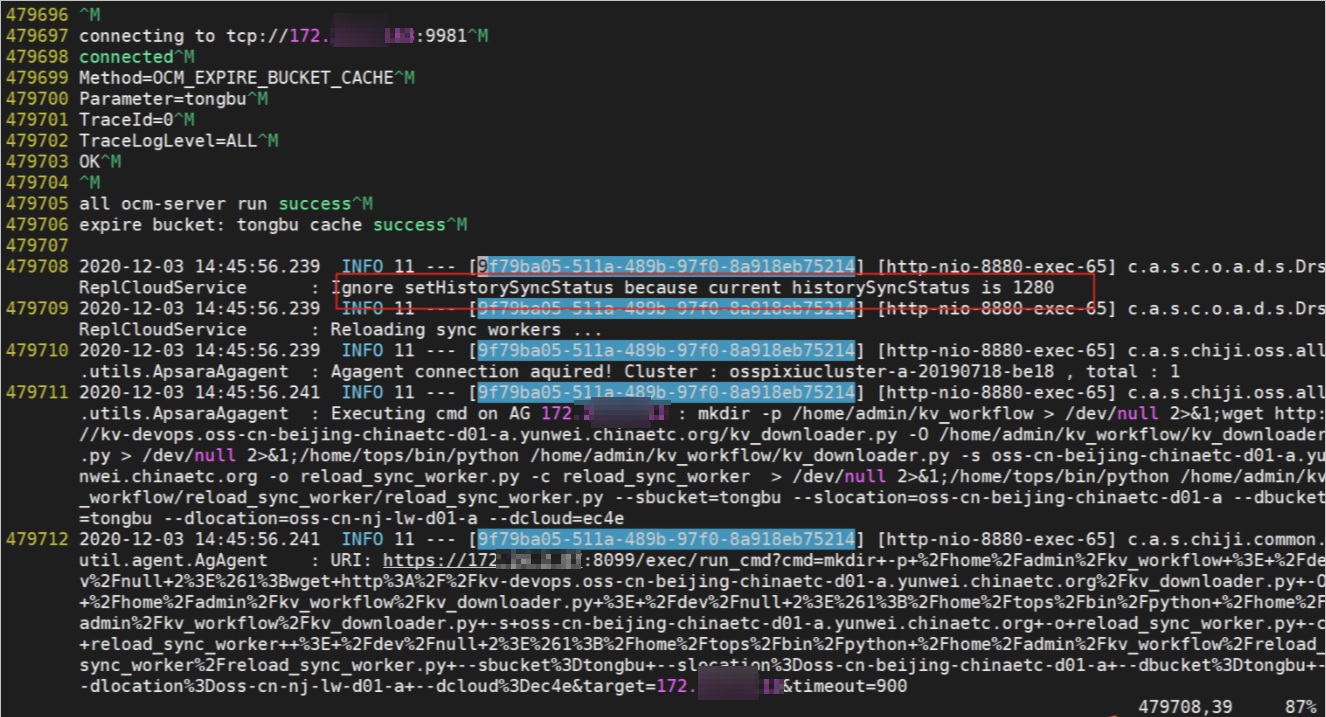 479696 ^M
479697 connecting to tcp://172. :9981^M
479698 connected^M
479699 Method=OCM_EXPIRE_BUCKET_CACHE^M
479700 Parameter=tongbu^M
479701 TraceId=0^M
479702 TraceLogLevel=ALL^M
479703 OK^M
479704 ^M
479705 all ocm-server run success^M
479706 expire bucket: tongbu cache success^M
479707
479708 2020-12-03 14:45:56.239  INFO 11 --- [9f79ba05-511a-489b-97f0-8a918eb75214] [http-nio-8880-exec-65] c.a.s.c.o.a.d.s.Drs
ReplCloudService     : Ignore setHistorySyncStatus because current historySyncStatus is 1280
479709 2020-12-03 14:45:56.239  INFO 11 --- [9f79ba05-511a-489b-97f0-8a918eb75214] [http-nio-8880-exec-65] c.a.s.c.o.a.d.s.Drs
ReplCloudService     : Reloading sync workers ...
479710 2020-12-03 14:45:56.239  INFO 11 --- [9f79ba05-511a-489b-97f0-8a918eb75214] [http-nio-8880-exec-65] c.a.s.chiji.oss.all
.utils.ApsaraAgagent  : Agagent connection aquired! Cluster : osspixiucluster-a-20190718-be18 , total : 1
479711 2020-12-03 14:45:56.241  INFO 11 --- [9f79ba05-511a-489b-97f0-8a918eb75214] [http-nio-8880-exec-65] c.a.s.chiji.oss.all
.utils.ApsaraAgagent  : Executing cmd on AG 172. : mkdir -p /home/admin/kv_workflow > /dev/null 2>&1;wget http:
//kv-devops.oss-cn-beijing-chinaetc-d01-a.yunwei.chinaetc.org/kv_downloader.py -O /home/admin/kv_workflow/kv_downloader
.py > /dev/null 2>&1;/home/tops/bin/python /home/admin/kv_workflow/kv_downloader.py -s oss-cn-beijing-chinaetc-d01-a.yu
nwei.chinaetc.org -o reload_sync_worker.py -c reload_sync_worker  > /dev/null 2>&1;/home/tops/bin/python /home/admin/kv
_workflow/reload_sync_worker/reload_sync_worker.py --sbucket=tongbu --slocation=oss-cn-beijing-chinaetc-d01-a --dbucket
=tongbu --dlocation=oss-cn-nj-lw-d01-a --dcloud=ec4e
479712 2020-12-03 14:45:56.241  INFO 11 --- [9f79ba05-511a-489b-97f0-8a918eb75214] [http-nio-8880-exec-65] c.a.s.chiji.common.
util.agent.AgAgent    : URI: https://172 :8099/exec/run_cmd?cmd=mkdir+-p+%2Fhome%2Fadmin%2Fkv_workflow+%3E+%2Fde
v%2Fnull+2%3E%261%3Bwget+http%3A%2F%2Fkv-devops.oss-cn-beijing-chinaetc-d01-a.yunwei.chinaetc.org%2Fkv_downloader.py+-O
+%2Fhome%2Fadmin%2Fkv_workflow%2Fkv_downloader.py+%3E+%2Fdev%2Fnull+2%3E%261%3B%2Fhome%2Ftops%2Fbin%2Fpython+%2Fhome%2F
admin%2Fkv_workflow%2Fkv_downloader.py+-s+oss-cn-beijing-chinaetc-d01-a.yunwei.chinaetc.org+-o+reload_sync_worker.py+-c
+reload_sync_worker++%3E+%2Fdev%2Fnull+2%3E%261%3B%2Fhome%2Ftops%2Fbin%2Fpython+%2Fhome%2Fadmin%2Fkv_workflow%2Freload_
sync_worker%2Freload_sync_worker.py+--sbucket%3Dtongbu+--slocation%3Doss-cn-beijing-chinaetc-d01-a+--dbucket%3Dtongbu+-
-dlocation%3Doss-cn-nj-lw-d01-a+--dcloud%3Dec4e&target=172. &timeout=900
479708,39     87%